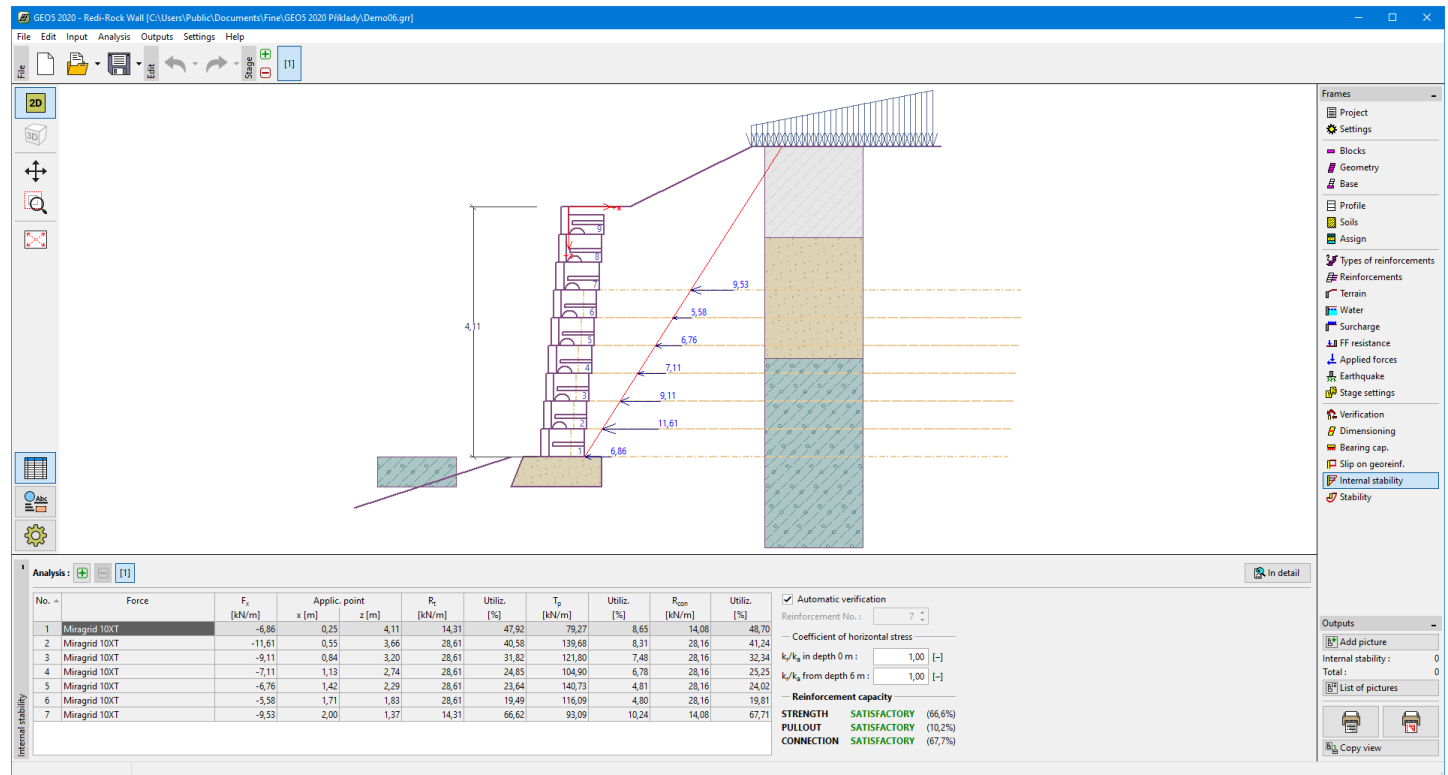 GEO5 2020 - Redi-Rock Wall [C:\Users\Public\Documents\Fine\GEO5 2020 Příklady\Demo06.grr]
File Edit Input Analysis Outputs Settings Help
File Edit Stage [1]
2D
3D
+x
+z
4,11
9
8
7
6
5
4
3
2
1
9,53
5,58
6,76
7,11
9,11
11,61
6,86
Abc
Frames
Project
Settings
Blocks
Geometry
Base
Profile
Soils
Assign
Types of reinforcements
Reinforcements
Terrain
Water
Surcharge
FF resistance
Applied forces
Earthquake
Stage settings
Verification
Dimensioning
Bearing cap.
Slip on georeinf.
Internal stability
Stability
Internal stability
Analysis : [1] In detail
No. Force Fx Applic. point Rt Utiliz. Tp Utiliz. Rcon Utiliz.
[kN/m] x [m] z [m] [kN/m] [%] [kN/m] [%] [kN/m] [%]
1 Miragrid 10XT -6,86 0,25 4,11 14,31 47,92 79,27 8,65 14,08 48,70
2 Miragrid 10XT -11,61 0,55 3,66 28,61 40,58 139,68 8,31 28,16 41,24
3 Miragrid 10XT -9,11 0,84 3,20 28,61 31,82 121,80 7,48 28,16 32,34
4 Miragrid 10XT -7,11 1,13 2,74 28,61 24,85 104,90 6,78 28,16 25,25
5 Miragrid 10XT -6,76 1,42 2,29 28,61 23,64 140,73 4,81 28,16 24,02
6 Miragrid 10XT -5,58 1,71 1,83 28,61 19,49 116,09 4,80 28,16 19,81
7 Miragrid 10XT -9,53 2,00 1,37 14,31 66,62 93,09 10,24 14,08 67,71
Automatic verification
Reinforcement No. : 7
Coefficient of horizontal stress
kr/ka in depth 0 m : 1,00 [–]
kr/ka from depth 6 m : 1,00 [–]
Reinforcement capacity
STRENGTH SATISFACTORY (66,6%)
PULLOUT SATISFACTORY (10,2%)
CONNECTION SATISFACTORY (67,7%)
Outputs
Add picture
Internal stability : 0
Total : 0
List of pictures
Copy view